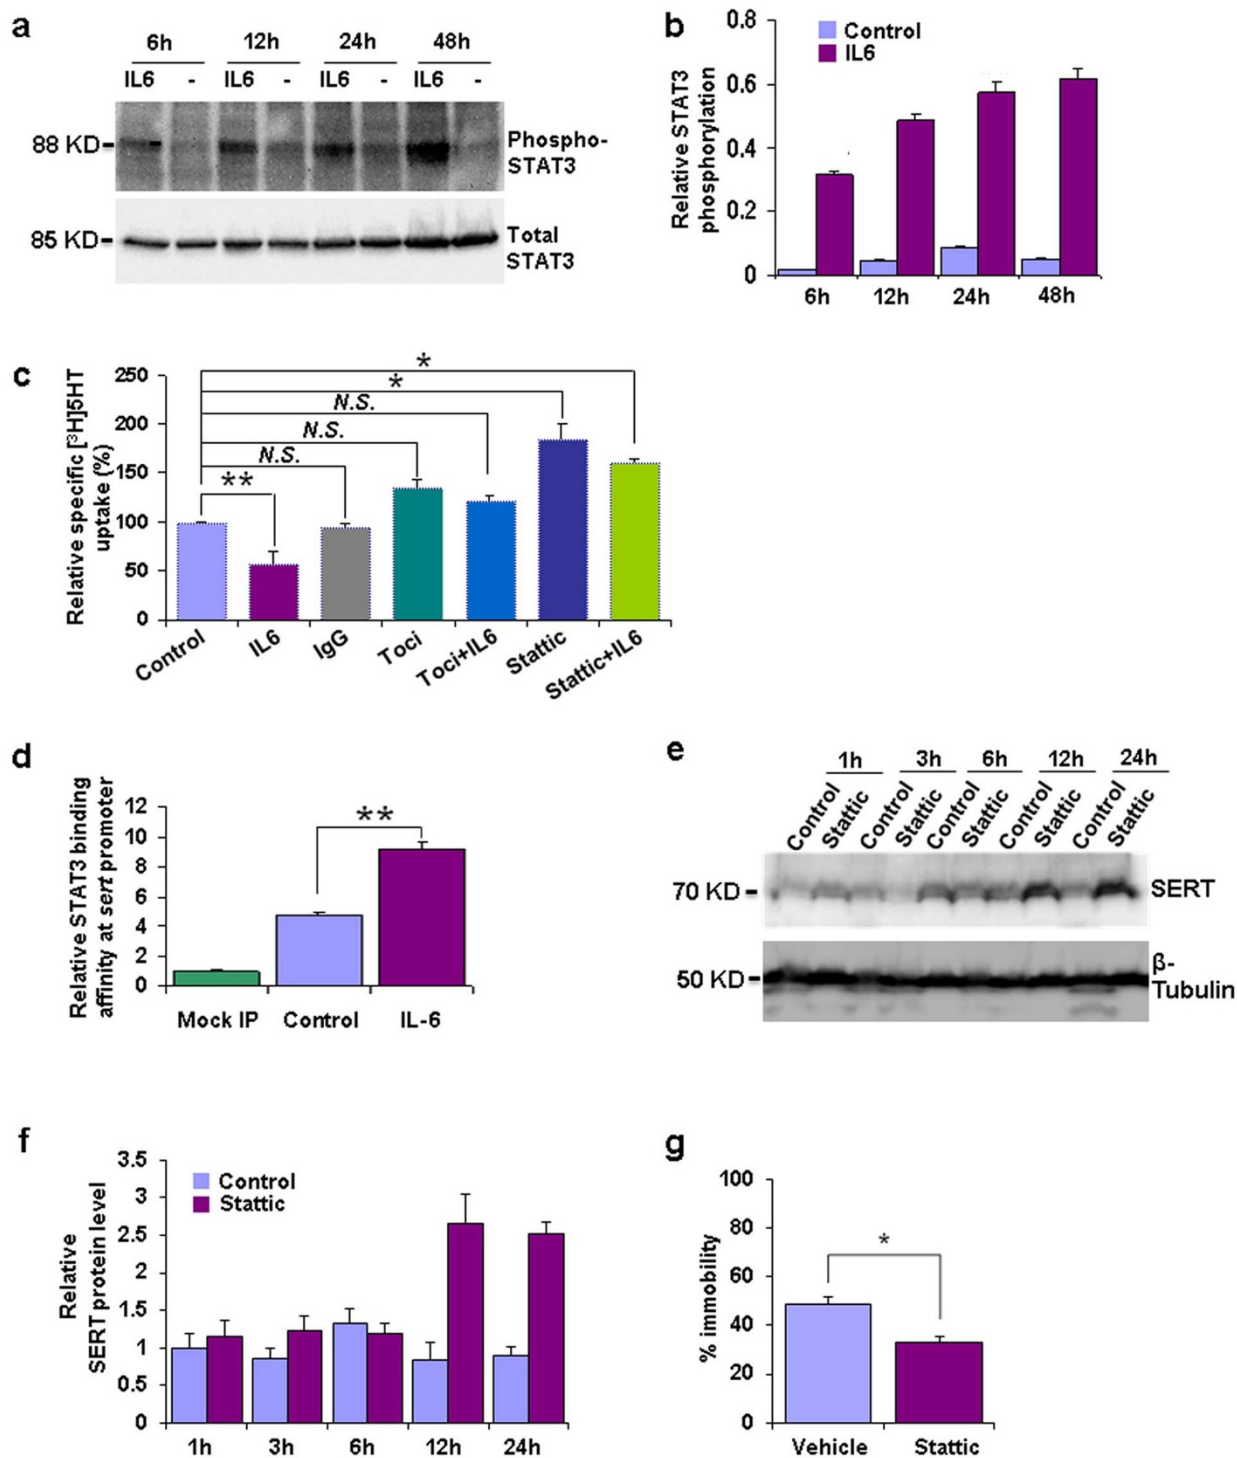 a
6h 12h 24h 48h
IL6 - IL6 - IL6 - IL6 -
88 KD
Phospho-
STAT3
85 KD
Total
STAT3
b
Relative STAT3
phosphorylation
0.8
0.6
0.4
0.2
0
Control
IL6
6h 12h 24h 48h
c
Relative specific [³H]5HT
uptake (%)
250
200
150
100
50
0
*
*
N.S.
N.S.
N.S.
**
Control IL6 IgG Toci Toci+IL6 Stattic Stattic+IL6
d
Relative STAT3 binding
affinity at sert promoter
12
10
8
6
4
2
0
**
Mock IP Control IL-6
e
1h 3h 6h 12h 24h
Control Stattic Control Stattic Control Stattic Control Stattic Control Stattic
70 KD
SERT
50 KD
β-
Tubulin
f
Relative
SERT protein level
3.5
3
2.5
2
1.5
1
0.5
0
Control
Stattic
1h 3h 6h 12h 24h
g
% immobility
100
80
60
40
20
0
*
Vehicle Stattic